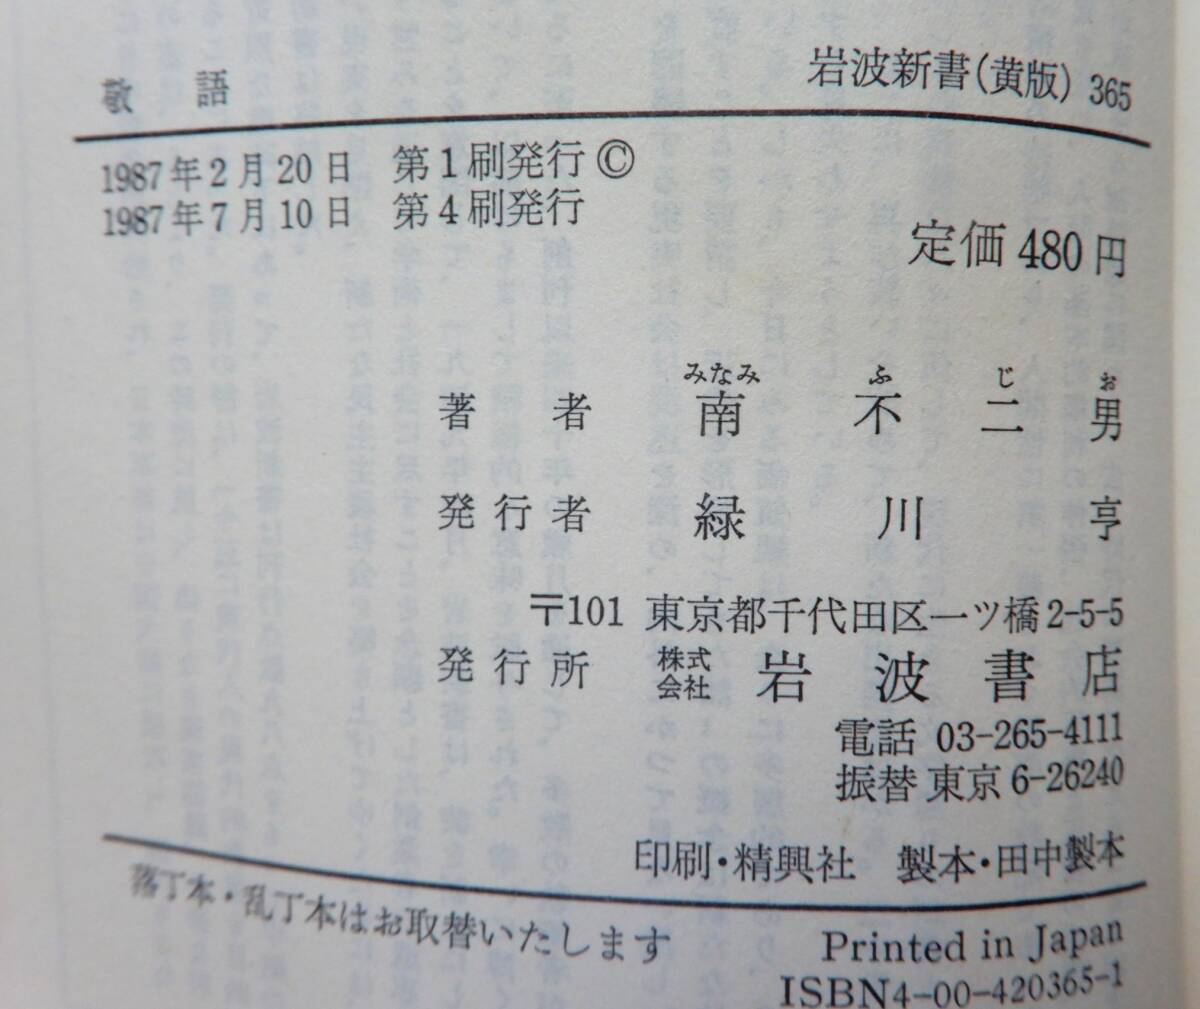 敬語
岩波新書(黄版) 365
1987年2月20日 第1刷発行 ©
1987年7月10日 第4刷発行
定価 480円
みなみ ふ じ お
著者 南不二男
発行者 緑川亨
〒101 東京都千代田区一ツ橋2-5-5
発行所 株式会社 岩波書店
電話 03-265-4111
振替 東京 6-26240
印刷・精興社 製本・田中製本
落丁本・乱丁本はお取替いたします
Printed in Japan
ISBN4-00-420365-1